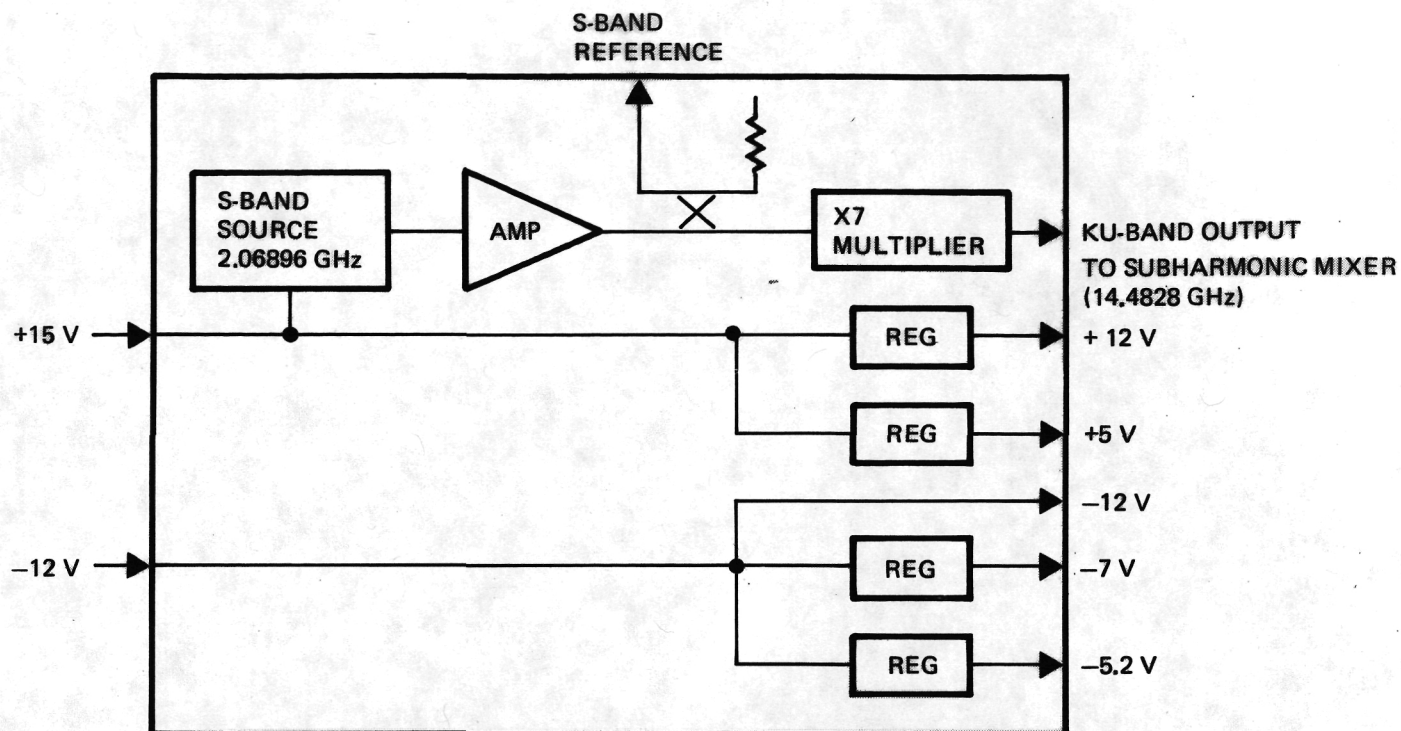 S-BAND
REFERENCE
S-BAND
SOURCE
2.06896 GHz
AMP
X7
MULTIPLIER
KU-BAND OUTPUT
TO SUBHARMONIC MIXER
(14.4828 GHz)
+15 V
REG
+ 12 V
REG
+5 V
−12 V
−12 V
REG
−7 V
REG
−5.2 V